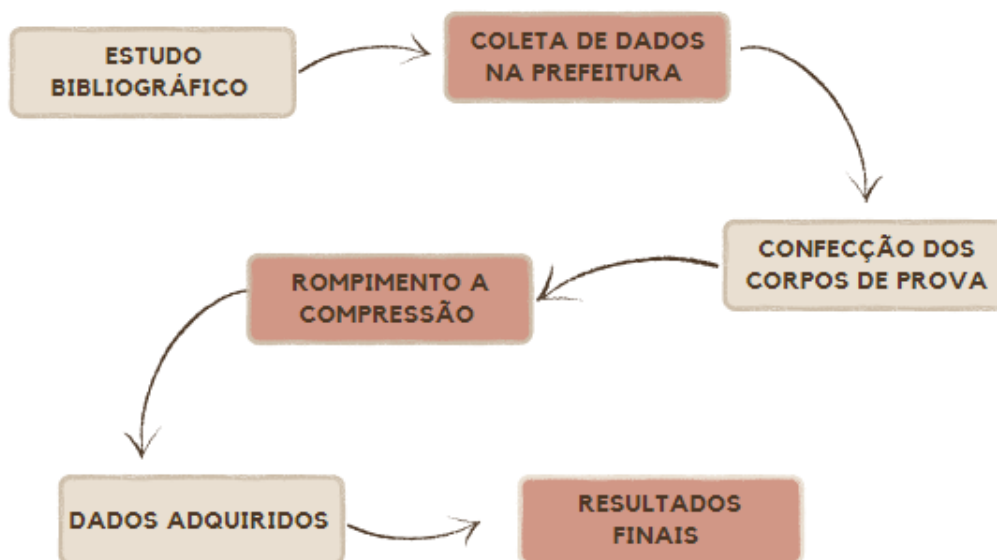 ESTUDO
BIBLIOGRÁFICO
COLETA DE DADOS
NA PREFEITURA
CONFECÇÃO DOS
CORPOS DE PROVA
ROMPIMENTO A
COMPRESSÃO
DADOS ADQUIRIDOS
RESULTADOS
FINAIS